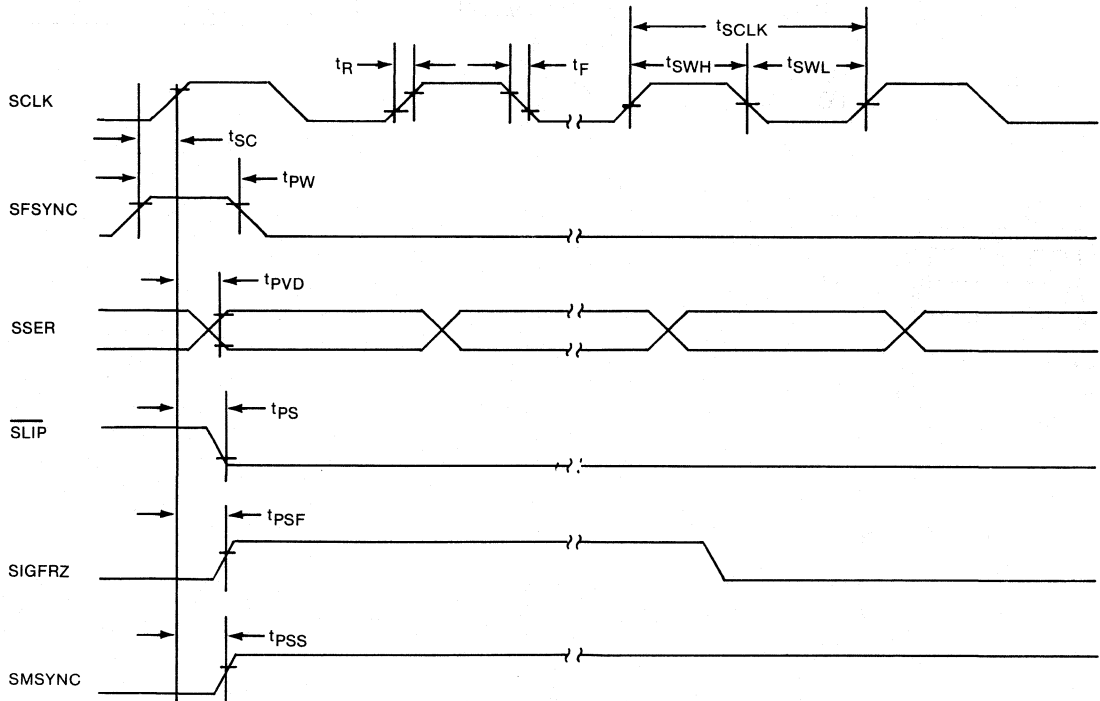 tSCLK
tR
tF
tSWH
tSWL
SCLK
tSC
tPW
SFSYNC
tPVD
SSER
tPS
SLIP
tPSF
SIGFRZ
tPSS
SMSYNC